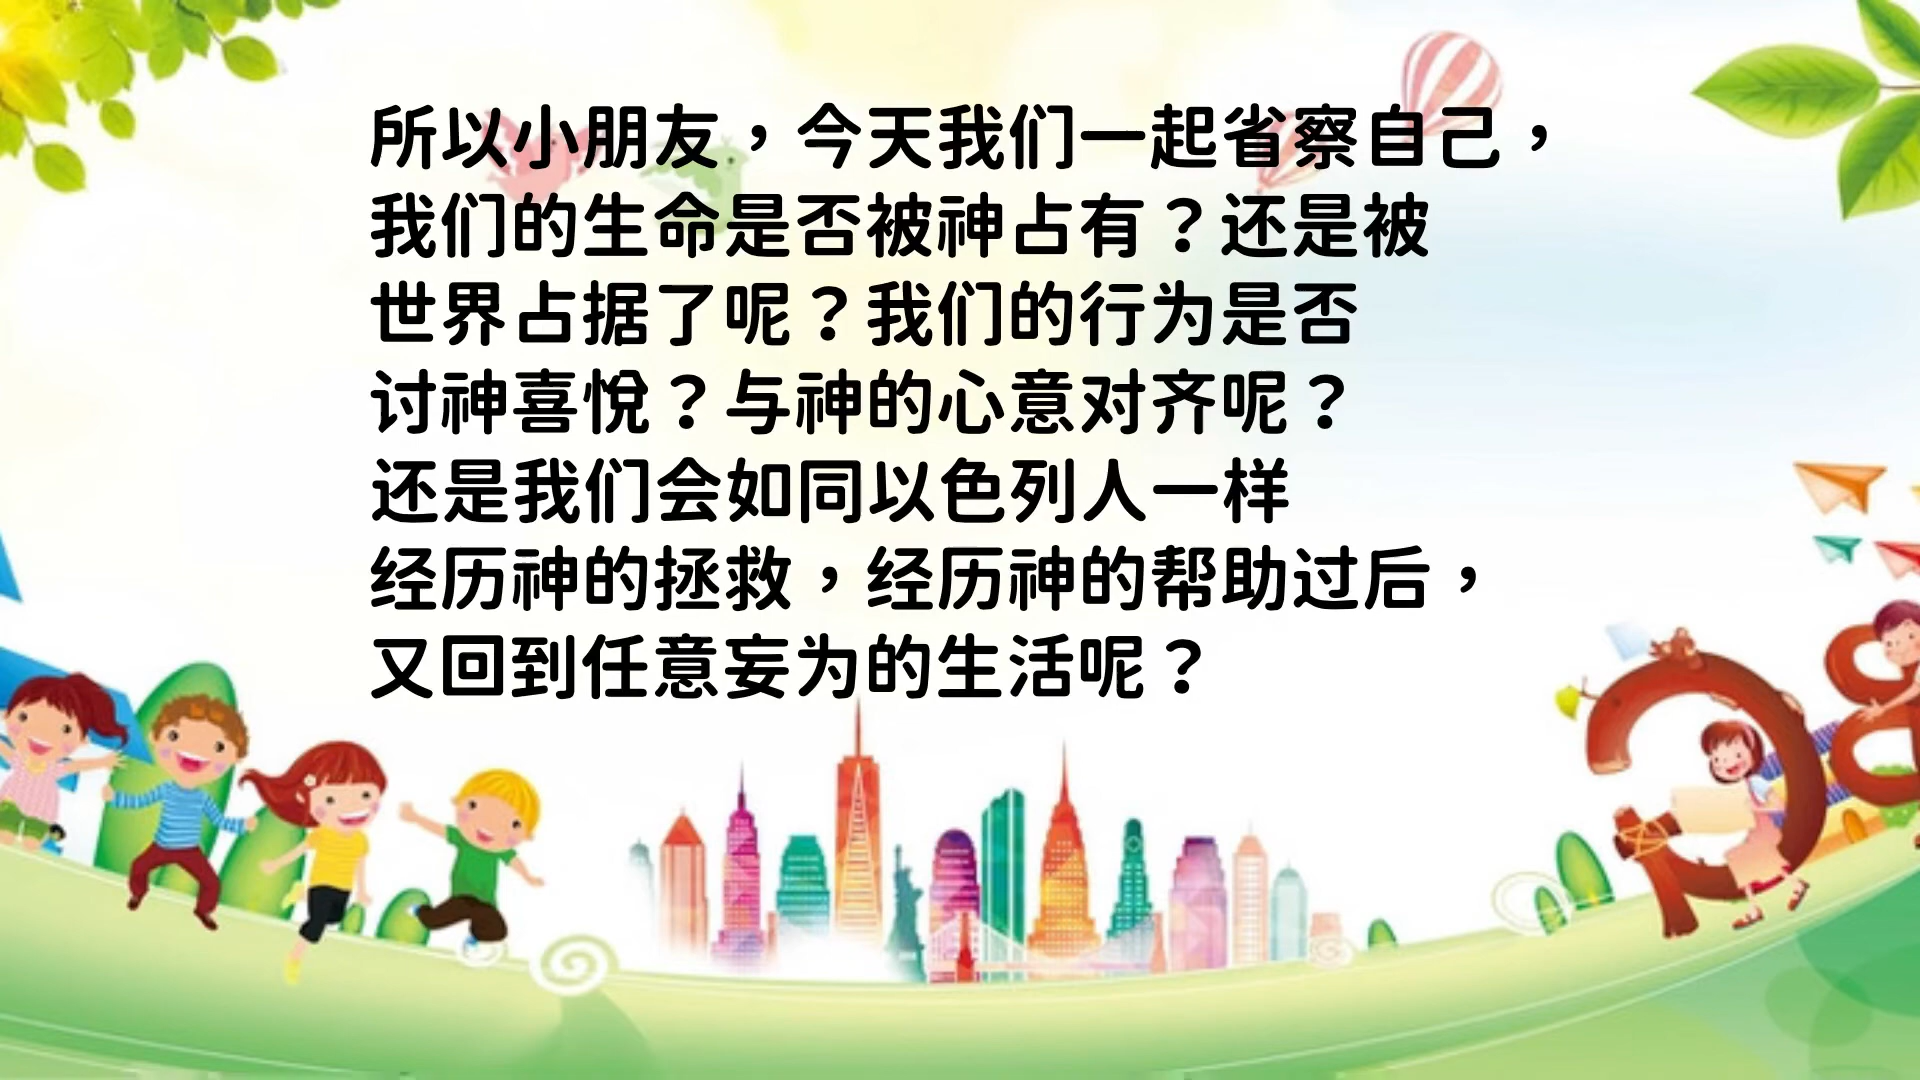 所以小朋友，今天我们一起省察自己，
我们的生命是否被神占有？还是被
世界占据了呢？我们的行为是否
讨神喜悅？与神的心意对齐呢？
还是我们会如同以色列人一样
经历神的拯救，经历神的帮助过后，
又回到任意妄为的生活呢？